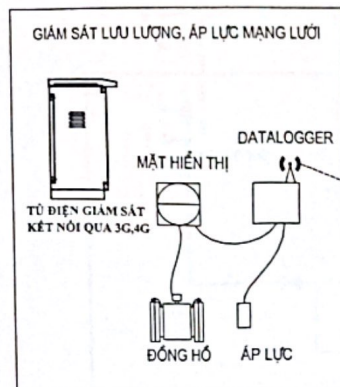 GIÁM SÁT LƯU LƯỢNG, ÁP LỰC MẠNG LƯỚI
DATALOGGER
MẶT HIỂN THỊ
TỦ ĐIỆN GIÁM SÁT
KẾT NỐI QUA 3G,4G
ĐỒNG HỒ
ÁP LỰC